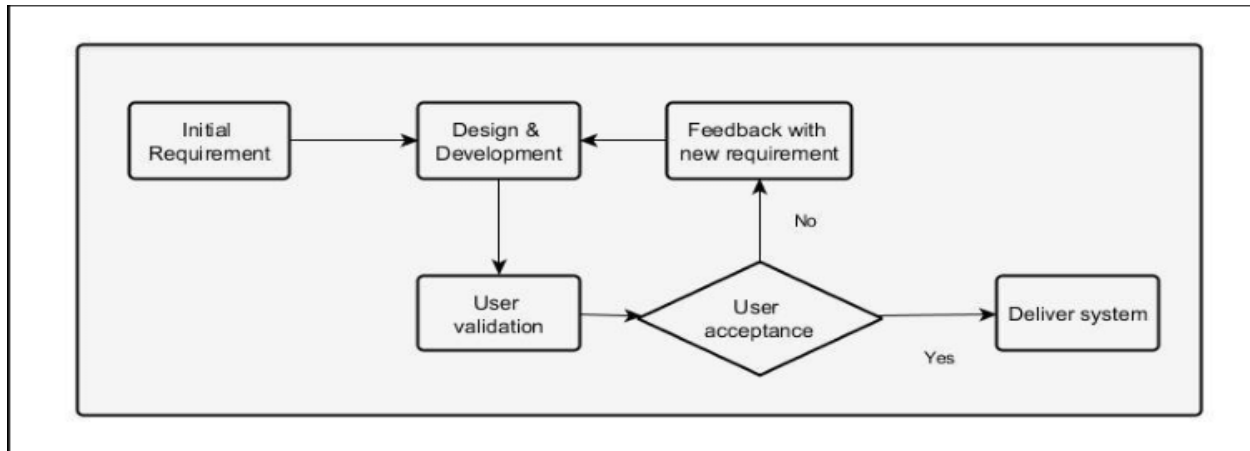 Initial
Requirement
Design &
Development
Feedback with
new requirement
No
User
validation
User
acceptance
Yes
Deliver system